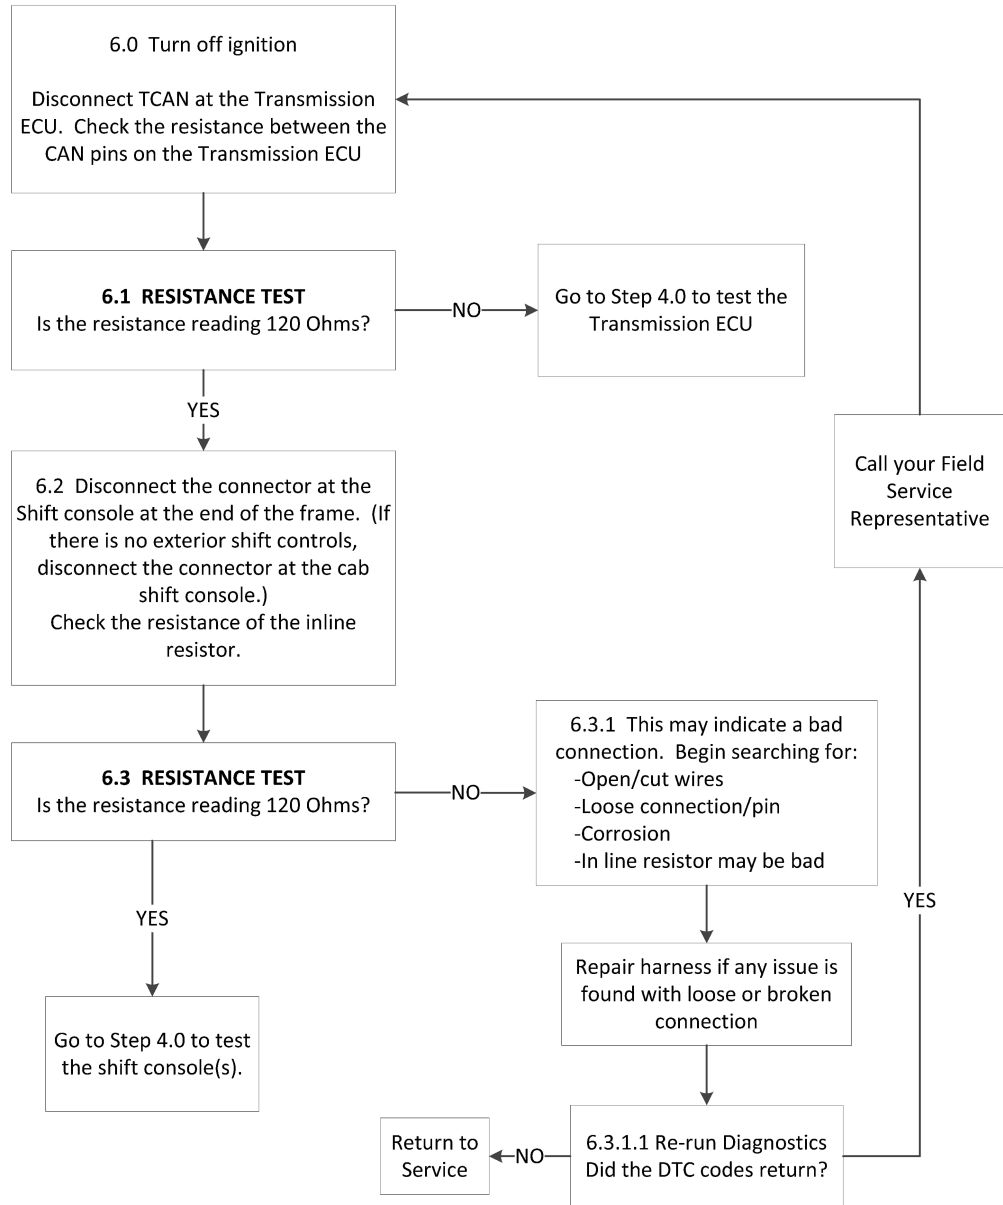 6.0 Turn off ignition
Disconnect TCAN at the Transmission
ECU. Check the resistance between the
CAN pins on the Transmission ECU
6.1 RESISTANCE TEST
Is the resistance reading 120 Ohms?
NO
Go to Step 4.0 to test the
Transmission ECU
YES
6.2 Disconnect the connector at the
Shift console at the end of the frame. (If
there is no exterior shift controls,
disconnect the connector at the cab
shift console.)
Check the resistance of the inline
resistor.
Call your Field
Service
Representative
6.3 RESISTANCE TEST
Is the resistance reading 120 Ohms?
NO
6.3.1 This may indicate a bad
connection. Begin searching for:
-Open/cut wires
-Loose connection/pin
-Corrosion
-In line resistor may be bad
YES
YES
Repair harness if any issue is
found with loose or broken
connection
Go to Step 4.0 to test
the shift console(s).
6.3.1.1 Re-run Diagnostics
Did the DTC codes return?
NO
Return to
Service